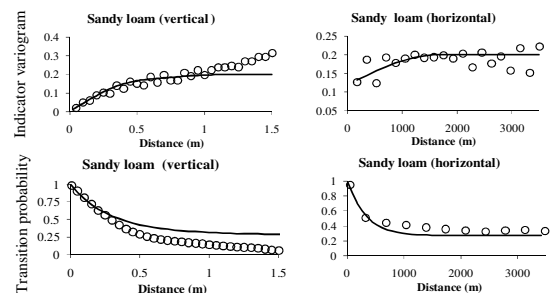 Sandy loam (vertical)
Indicator variogram
0.4
0.3
0.2
0.1
0
0 0.5 1 1.5
Distance (m)
Sandy loam (horizontal)
0.25
0.2
0.15
0.1
0.05
0 1000 2000 3000
Distance (m)
Sandy loam (vertical)
Transition probability
1
0.75
0.5
0.25
0
0 0.5 1 1.5
Distance (m)
Sandy loam (horizontal)
1
0.8
0.6
0.4
0.2
0
0 1000 2000 3000
Distance (m)